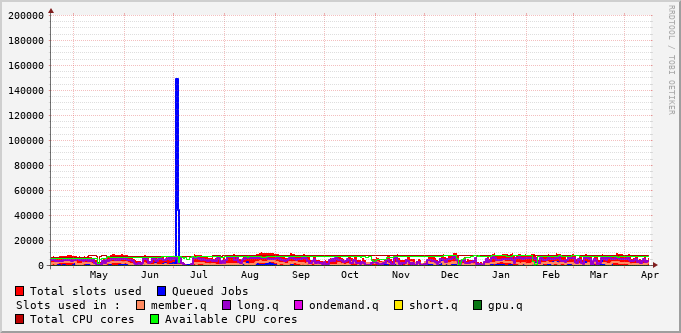 RRDTOOL / TOBI OETIKER
200000
180000
160000
140000
120000
100000
80000
60000
40000
20000
0
May Jun Jul Aug Sep Oct Nov Dec Jan Feb Mar Apr
Total slots used Queued Jobs
Slots used in : member.q long.q ondemand.q short.q gpu.q
Total CPU cores Available CPU cores